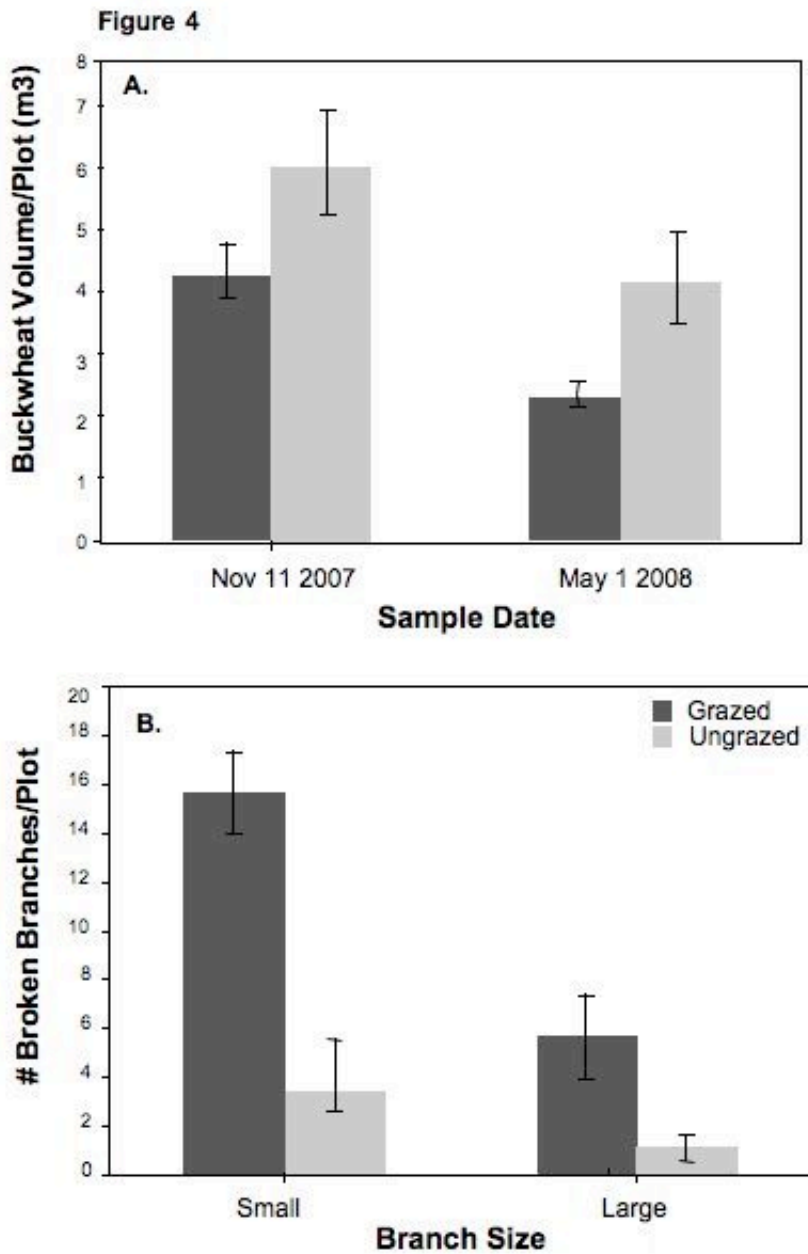 Figure 4
A.
Buckwheat Volume/Plot (m3)
8
7
6
5
4
3
2
1
0
Nov 11 2007
May 1 2008
Sample Date
B.
Grazed
Ungrazed
# Broken Branches/Plot
20
18
16
14
12
10
8
6
4
2
0
Small
Large
Branch Size